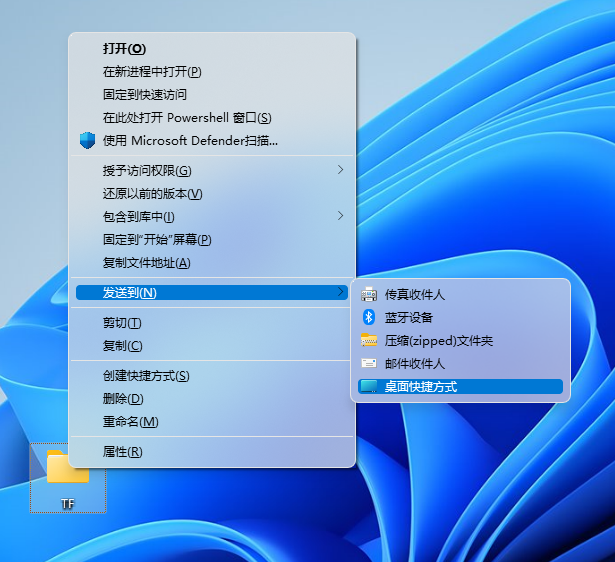 打开(O)
在新进程中打开(P)
固定到快速访问
在此处打开 Powershell 窗口(S)
使用 Microsoft Defender扫描...
授予访问权限(G)
还原以前的版本(V)
包含到库中(I)
固定到"开始"屏幕(P)
复制文件地址(A)
发送到(N)
传真收件人
蓝牙设备
压缩(zipped)文件夹
邮件收件人
桌面快捷方式
剪切(T)
复制(C)
创建快捷方式(S)
删除(D)
重命名(M)
属性(R)
TF